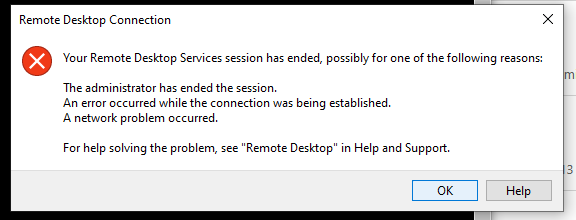 Remote Desktop Connection
Your Remote Desktop Services session has ended, possibly for one of the following reasons:
The administrator has ended the session.
An error occurred while the connection was being established.
A network problem occurred.
For help solving the problem, see "Remote Desktop" in Help and Support.
OK
Help
13